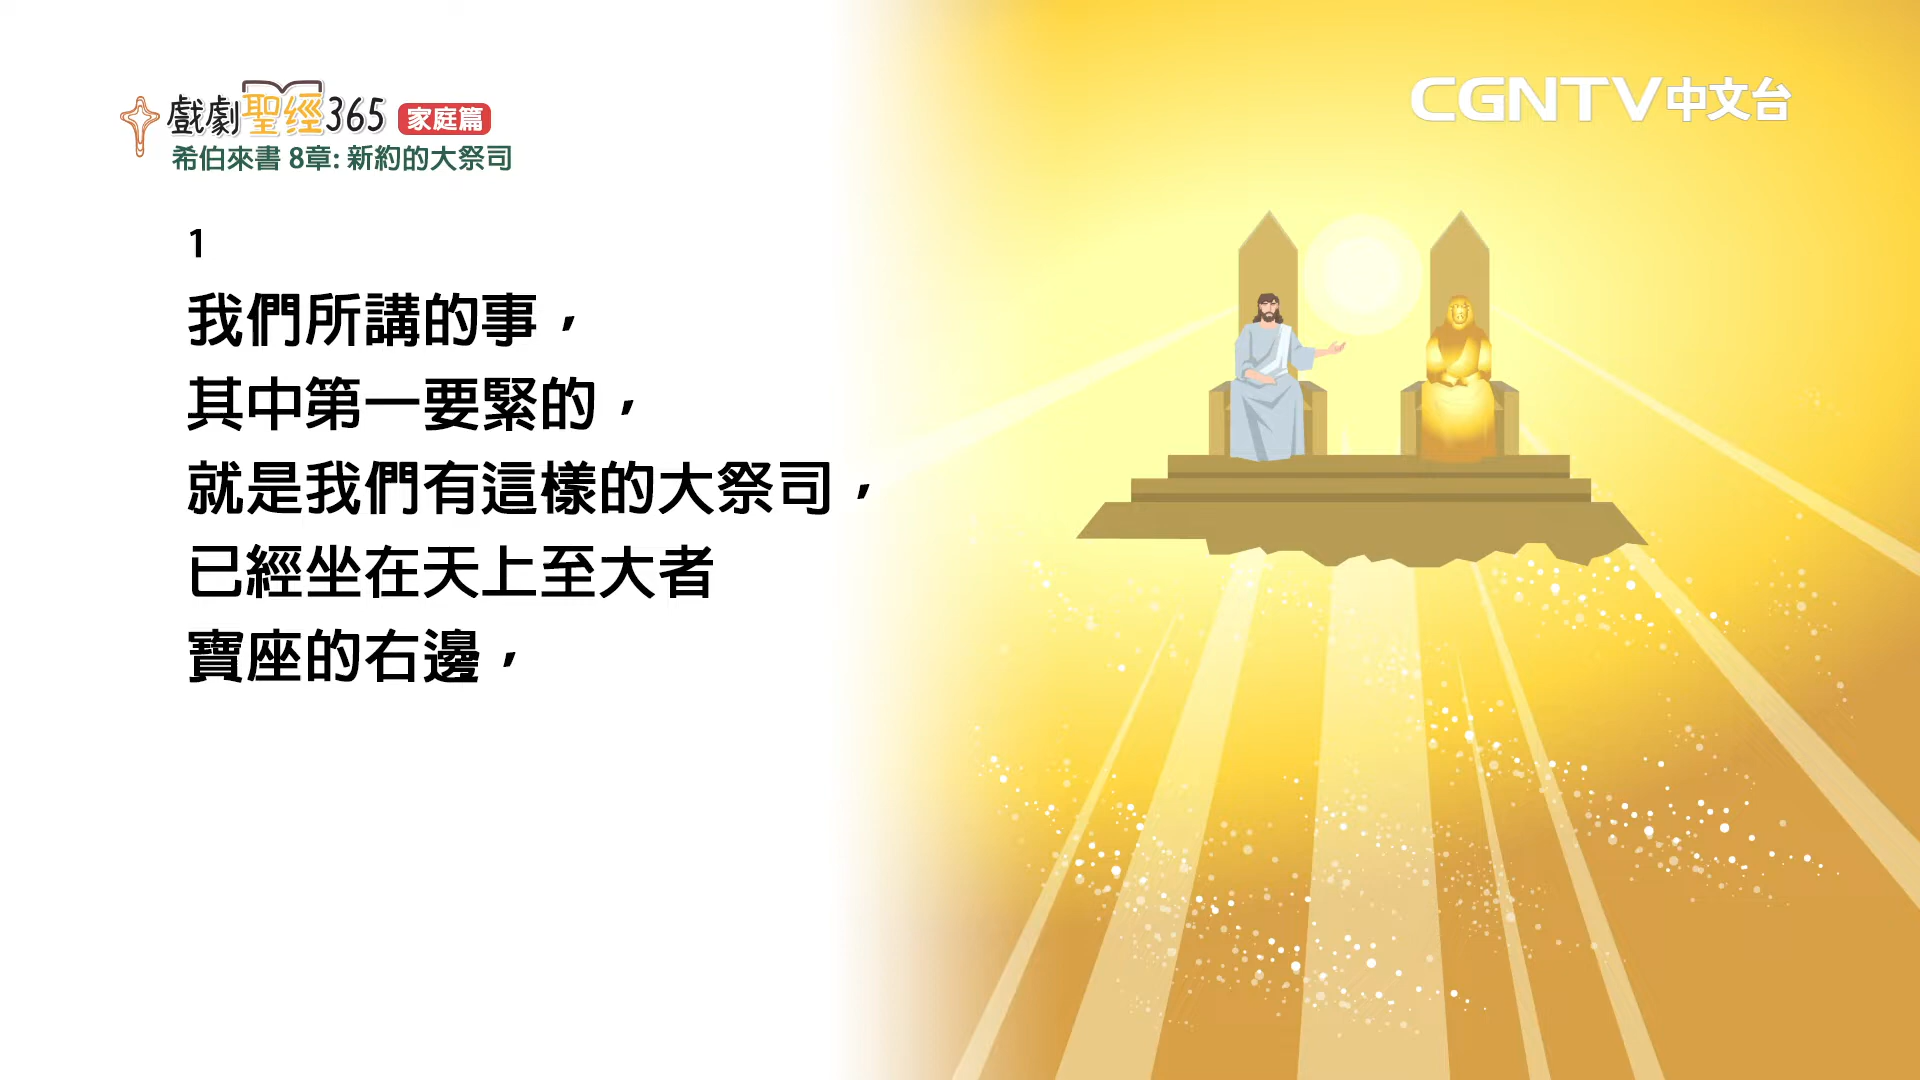 戲劇聖經365 家庭篇
CGNTV中文台
希伯來書 8章: 新約的大祭司
1
我們所講的事，
其中第一要緊的，
就是我們有這樣的大祭司，
已經坐在天上至大者
寶座的右邊，